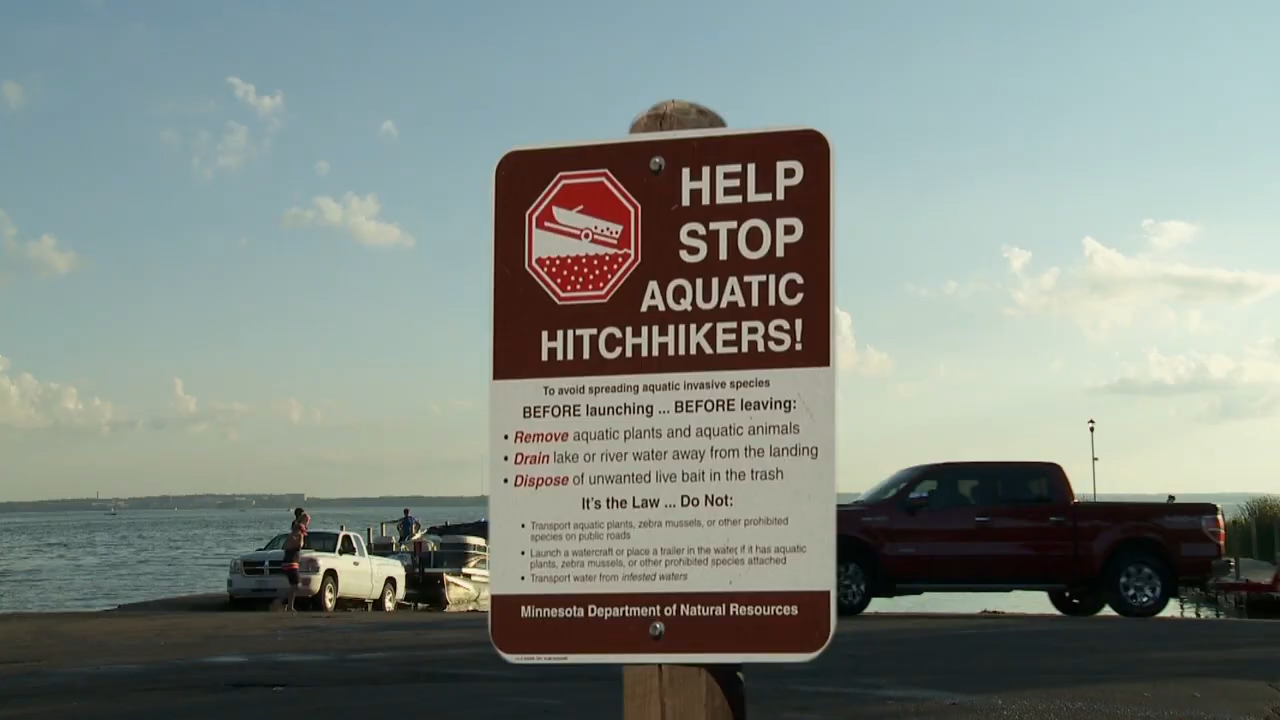 HELP
STOP
AQUATIC
HITCHHIKERS!
To avoid spreading aquatic invasive species
BEFORE launching ... BEFORE leaving:
• Remove aquatic plants and aquatic animals
• Drain lake or river water away from the landing
• Dispose of unwanted live bait in the trash
It's the Law ... Do Not:
• Transport aquatic plants, zebra mussels, or other prohibited
species on public roads
• Launch a watercraft or place a trailer in the water if it has aquatic
plants, zebra mussels, or other prohibited species attached
• Transport water from infested waters
Minnesota Department of Natural Resources